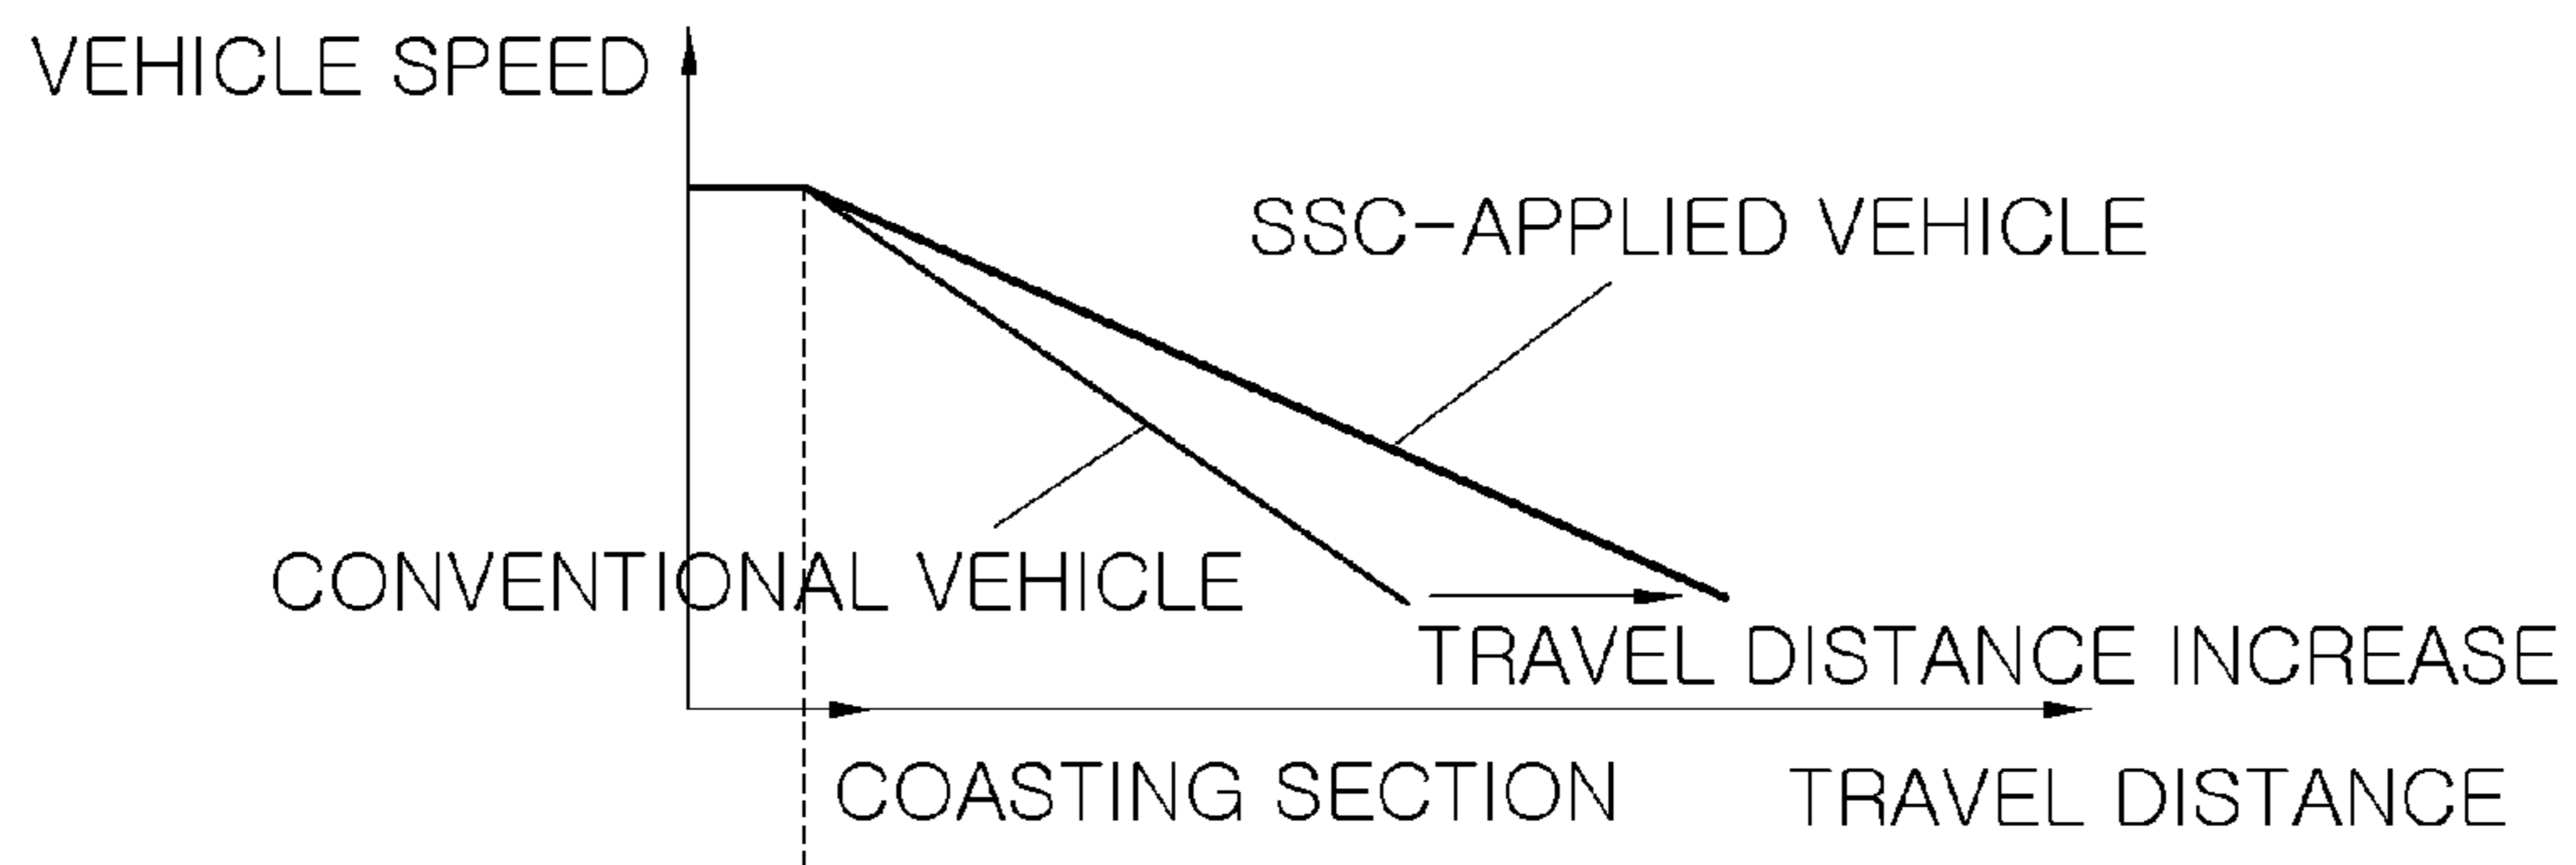 VEHICLE SPEED
SSC-APPLIED VEHICLE
CONVENTIONAL VEHICLE
TRAVEL DISTANCE INCREASE
COASTING SECTION
TRAVEL DISTANCE